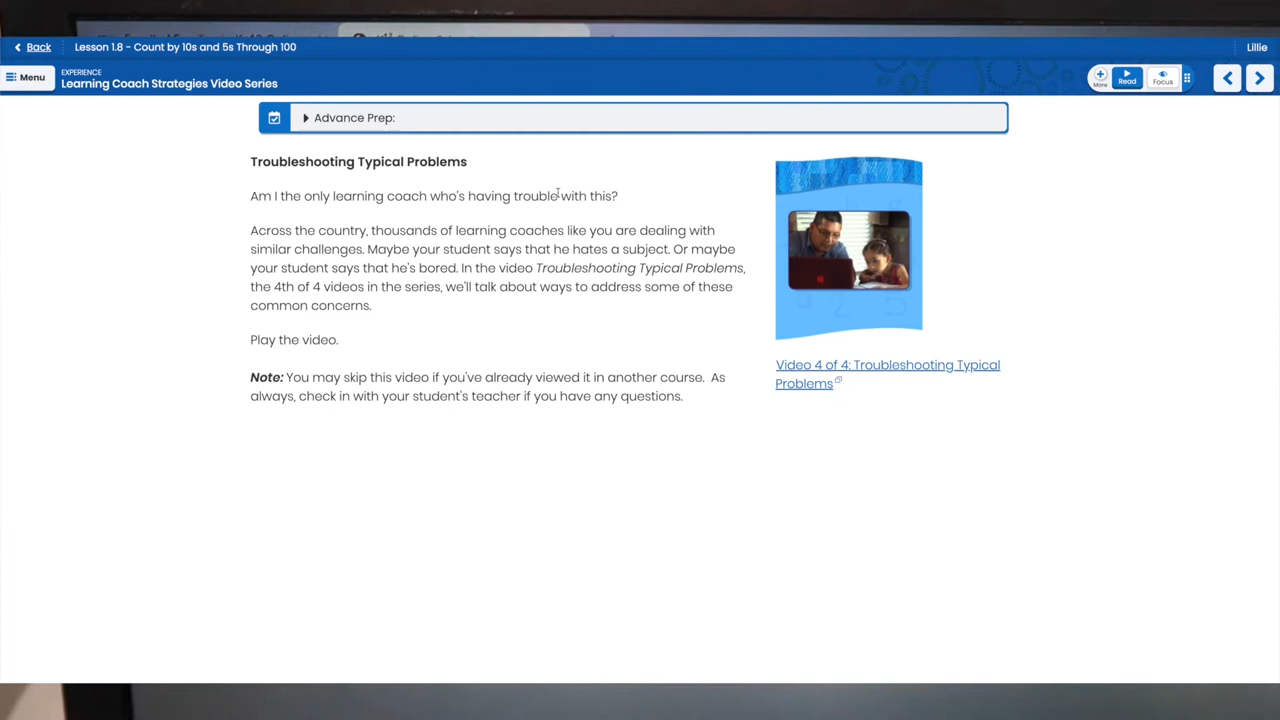 Back
Lesson 1.8 - Count by 10s and 5s Through 100
Lillie
Menu
EXPERIENCE
Learning Coach Strategies Video Series
More
Read
Focus
Advance Prep:
Troubleshooting Typical Problems
Am I the only learning coach who's having trouble with this?
Across the country, thousands of learning coaches like you are dealing with
similar challenges. Maybe your student says that he hates a subject. Or maybe
your student says that he's bored. In the video Troubleshooting Typical Problems,
the 4th of 4 videos in the series, we'll talk about ways to address some of these
common concerns.
Play the video.
Note: You may skip this video if you've already viewed it in another course. As
always, check in with your student's teacher if you have any questions.
Video 4 of 4: Troubleshooting Typical
Problems